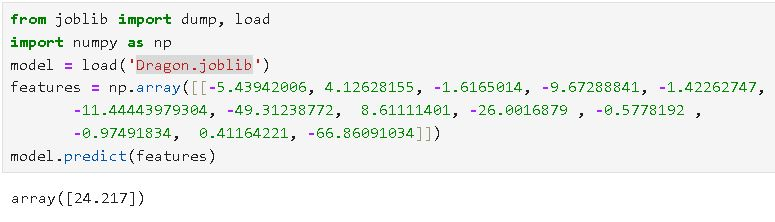 from joblib import dump, load
import numpy as np
model = load('Dragon.joblib')
features = np.array([[-5.43942006, 4.12628155, -1.6165014, -9.67288841, -1.42262747,
-11.44443979304, -49.31238772, 8.61111401, -26.0016879 , -0.5778192 ,
-0.97491834, 0.41164221, -66.86091034]])
model.predict(features)
array([24.217])